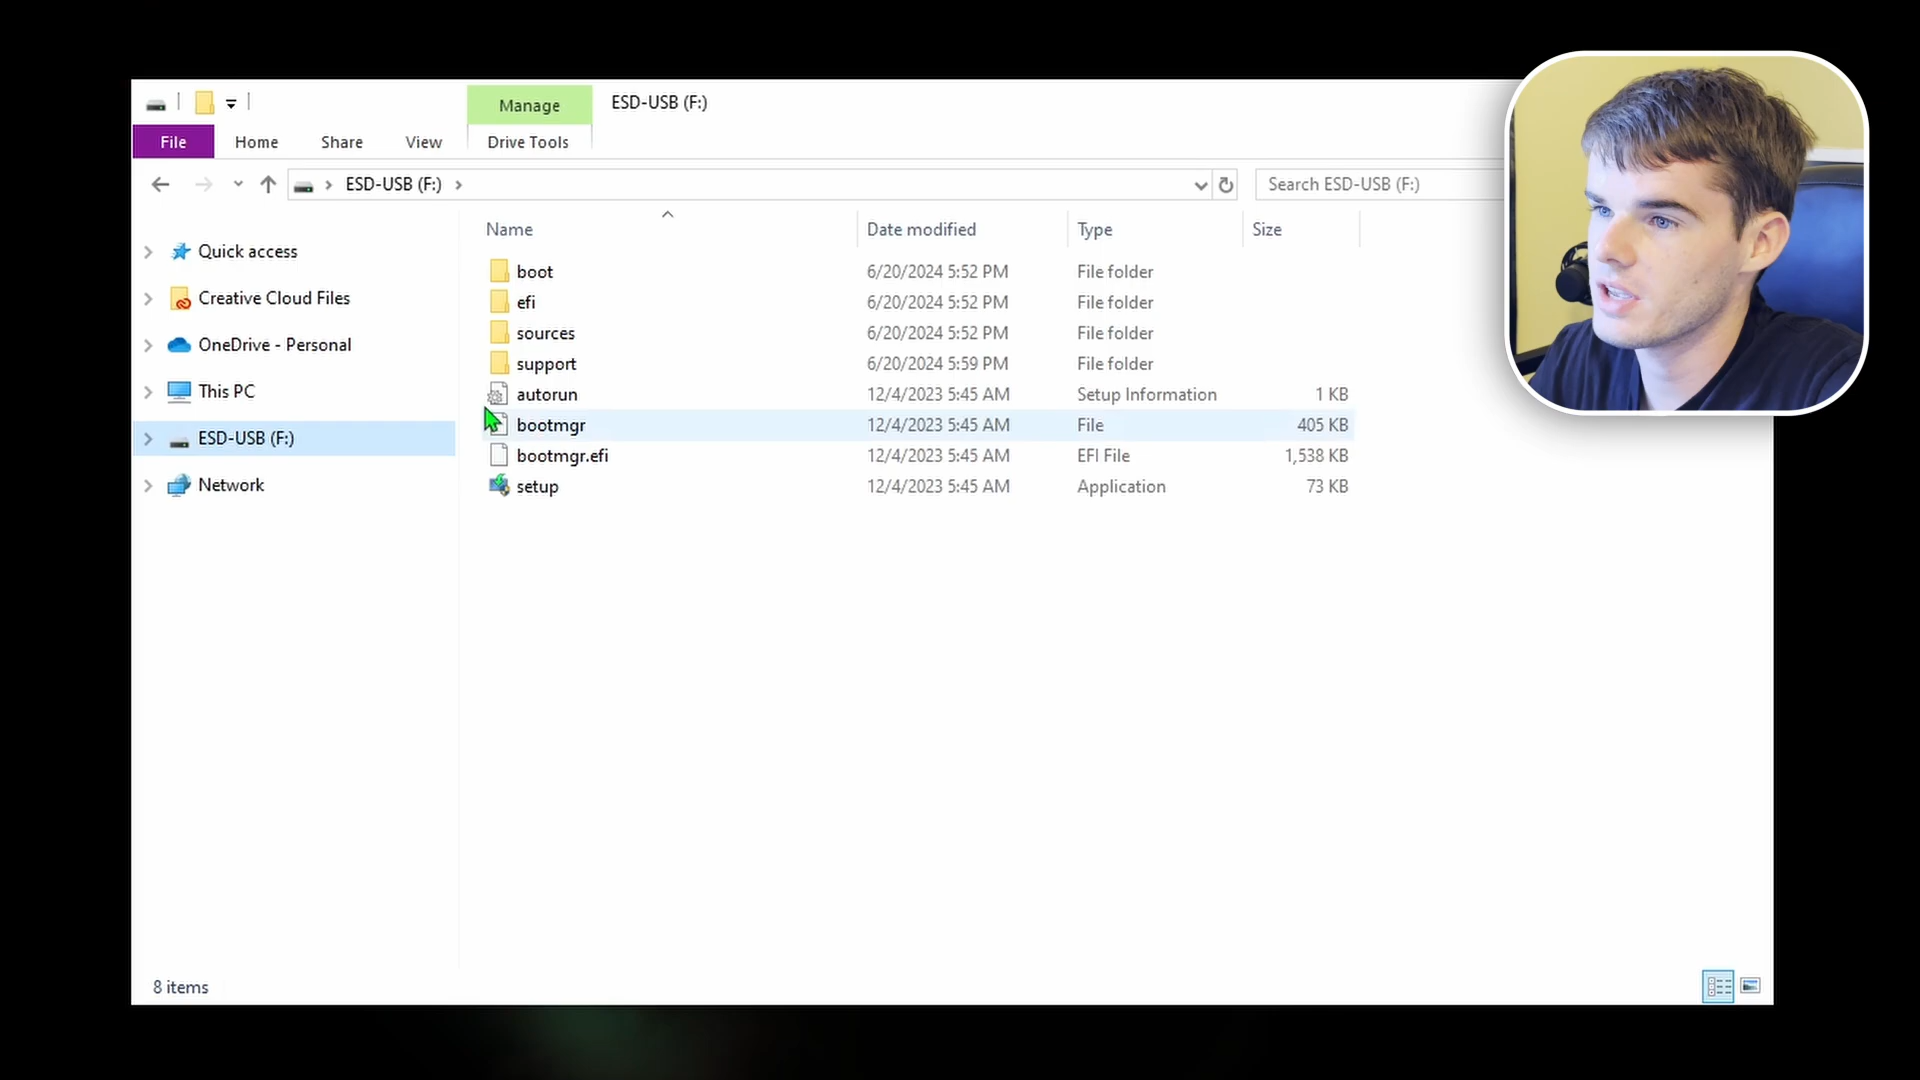 Manage
ESD-USB (F:)
File
Home
Share
View
Drive Tools
ESD-USB (F:)
Search ESD-USB (F:)
Name
Date modified
Type
Size
Quick access
Creative Cloud Files
OneDrive - Personal
This PC
ESD-USB (F:)
Network
boot 6/20/2024 5:52 PM File folder
efi 6/20/2024 5:52 PM File folder
sources 6/20/2024 5:52 PM File folder
support 6/20/2024 5:59 PM File folder
autorun 12/4/2023 5:45 AM Setup Information 1 KB
bootmgr 12/4/2023 5:45 AM File 405 KB
bootmgr.efi 12/4/2023 5:45 AM EFI File 1,538 KB
setup 12/4/2023 5:45 AM Application 73 KB
8 items